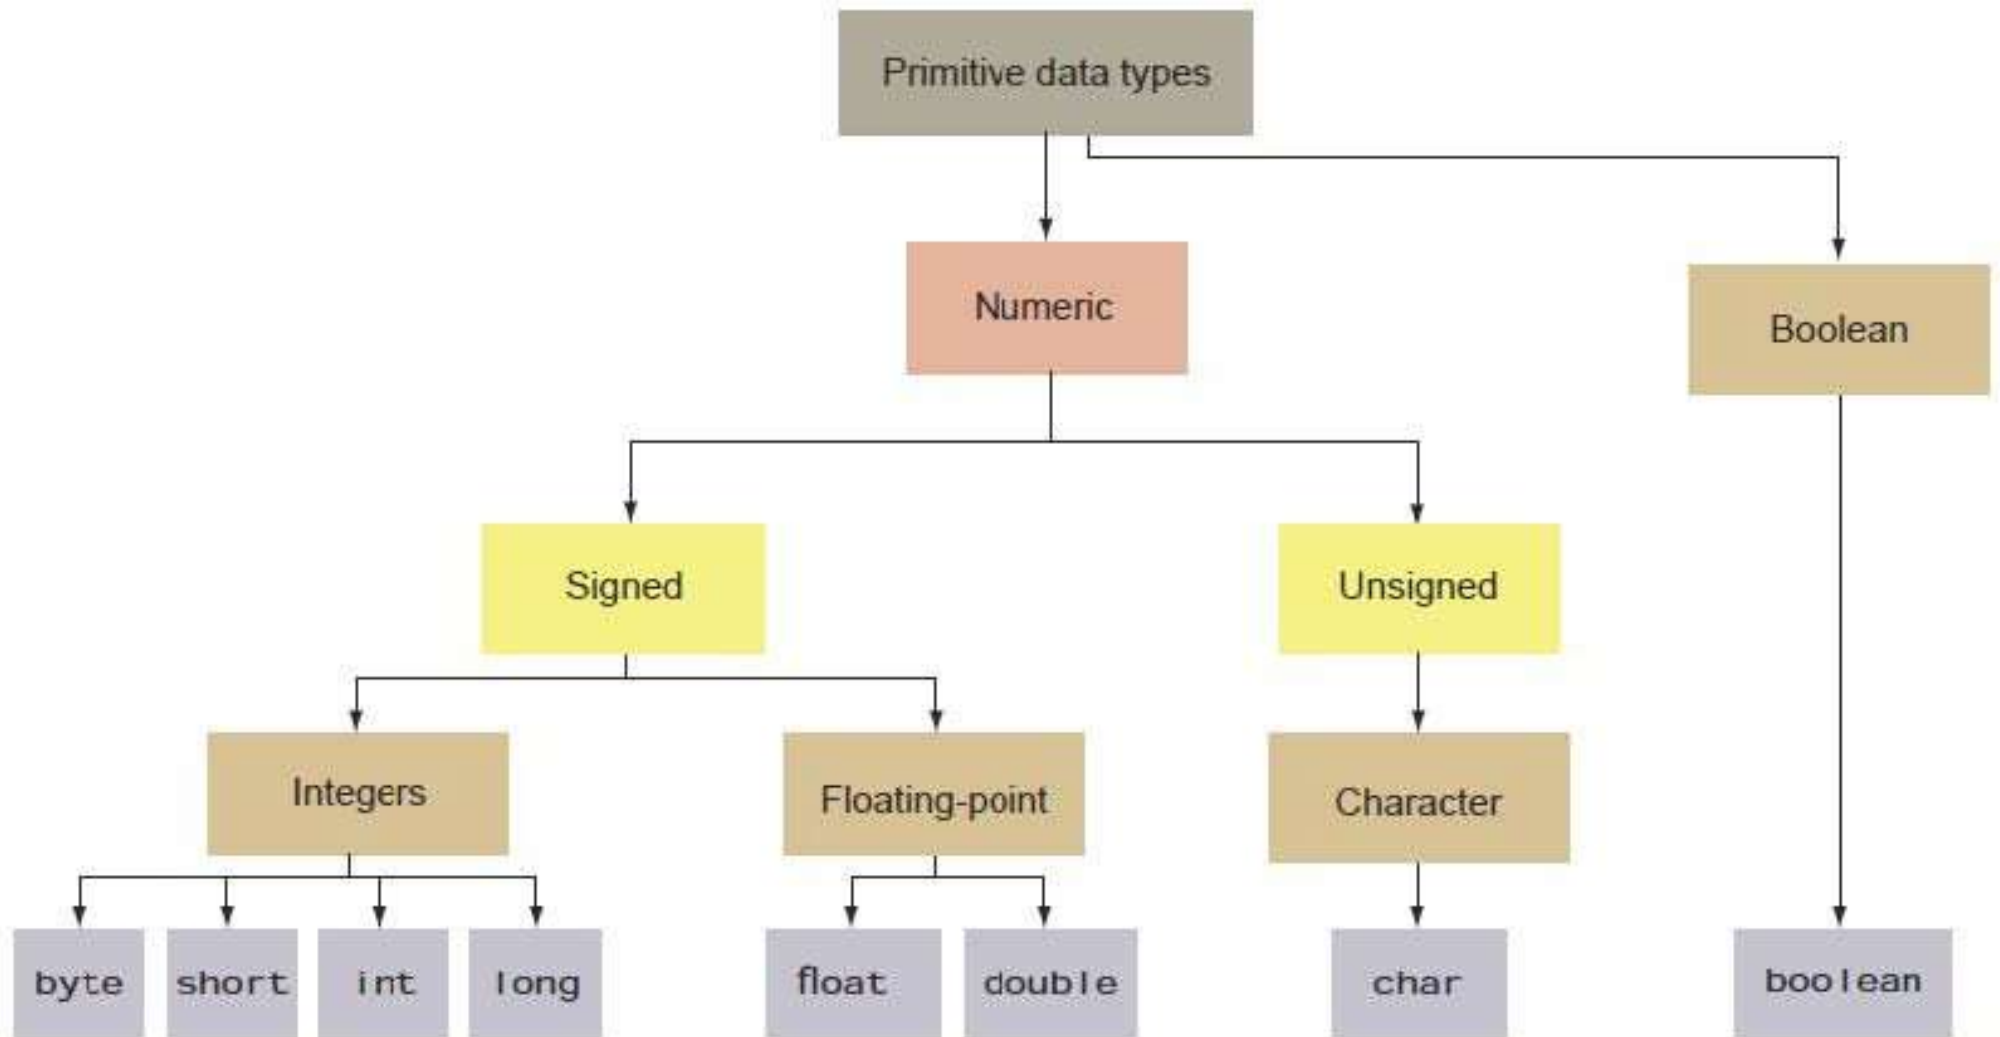 Primitive data types
Numeric
Boolean
Signed
Unsigned
Integers
Floating-point
Character
byte
short
int
long
float
double
char
boolean